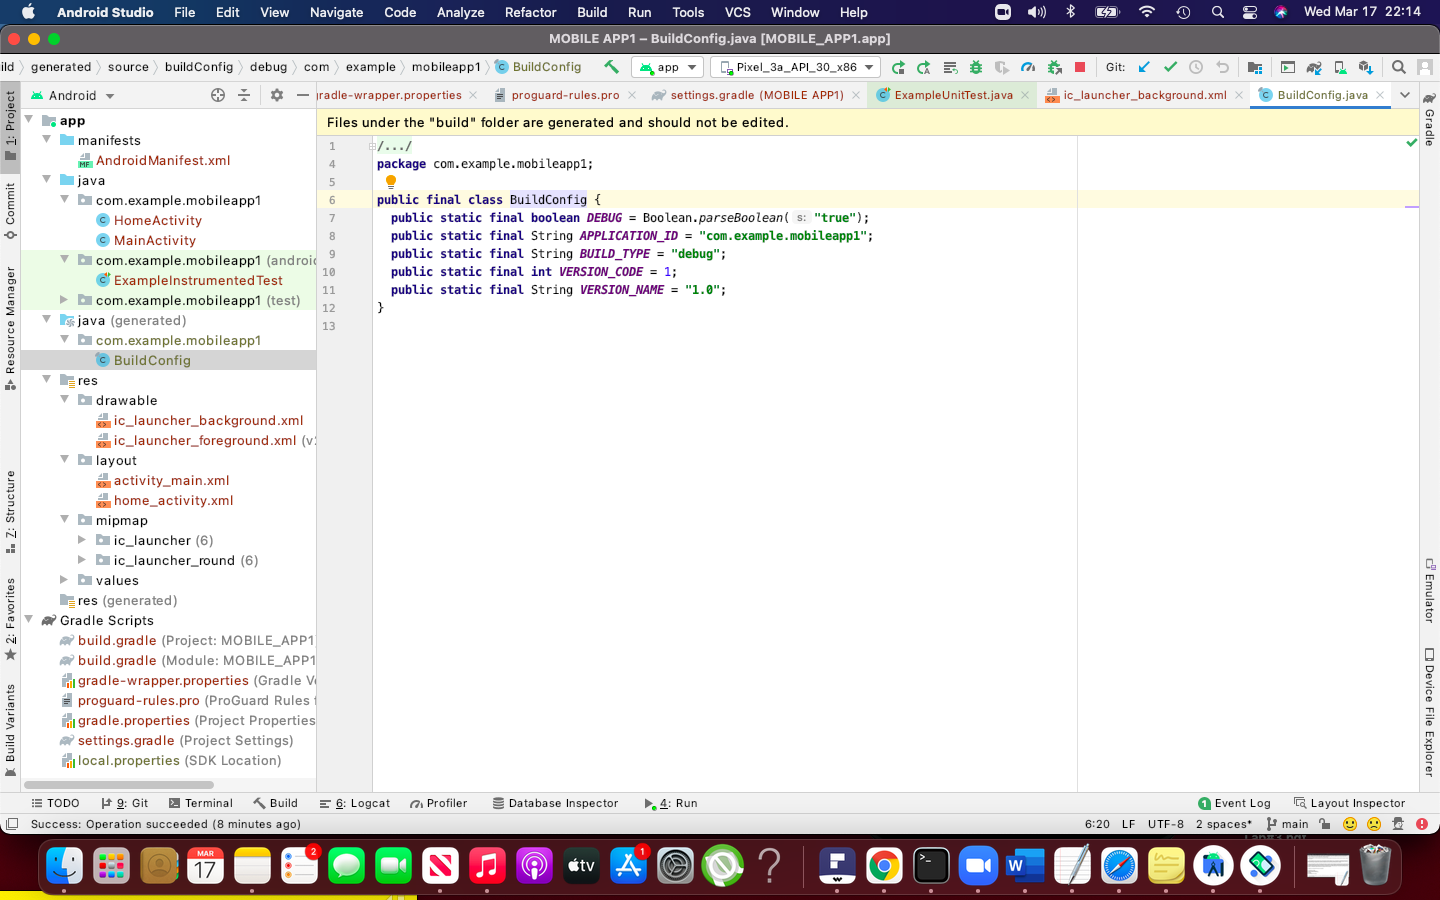 Android Studio File Edit View Navigate Code Analyze Refactor Build Run Tools VCS Window Help Wed Mar 17 22:14
MOBILE APP1 – BuildConfig.java [MOBILE_APP1.app]
ild generated source buildConfig debug com example mobileapp1 BuildConfig app Pixel_3a_API_30_x86 Git:
Android
gradle-wrapper.properties proguard-rules.pro settings.gradle (MOBILE APP1) ExampleUnitTest.java ic_launcher_background.xml BuildConfig.java
Files under the "build" folder are generated and should not be edited.
1: Project
Commit
Resource Manager
Z: Structure
2: Favorites
Build Variants
app
manifests
AndroidManifest.xml
java
com.example.mobileapp1
HomeActivity
MainActivity
com.example.mobileapp1 (androi
ExampleInstrumentedTest
com.example.mobileapp1 (test)
java (generated)
com.example.mobileapp1
BuildConfig
res
drawable
ic_launcher_background.xml
ic_launcher_foreground.xml (v
layout
activity_main.xml
home_activity.xml
mipmap
ic_launcher (6)
ic_launcher_round (6)
values
res (generated)
Gradle Scripts
build.gradle (Project: MOBILE_APP1
build.gradle (Module: MOBILE_APP1
gradle-wrapper.properties (Gradle V
proguard-rules.pro (ProGuard Rules f
gradle.properties (Project Properties
settings.gradle (Project Settings)
local.properties (SDK Location)
1 /.../
4 package com.example.mobileapp1;
5
6 public final class BuildConfig {
7 public static final boolean DEBUG = Boolean.parseBoolean( s: "true");
8 public static final String APPLICATION_ID = "com.example.mobileapp1";
9 public static final String BUILD_TYPE = "debug";
10 public static final int VERSION_CODE = 1;
11 public static final String VERSION_NAME = "1.0";
12 }
13
Gradle
Emulator
Device File Explorer
TODO 9: Git Terminal Build 6: Logcat Profiler Database Inspector 4: Run 1 Event Log Layout Inspector
Success: Operation succeeded (8 minutes ago) 6:20 LF UTF-8 2 spaces* main
MAR
17
2
tv
1
W